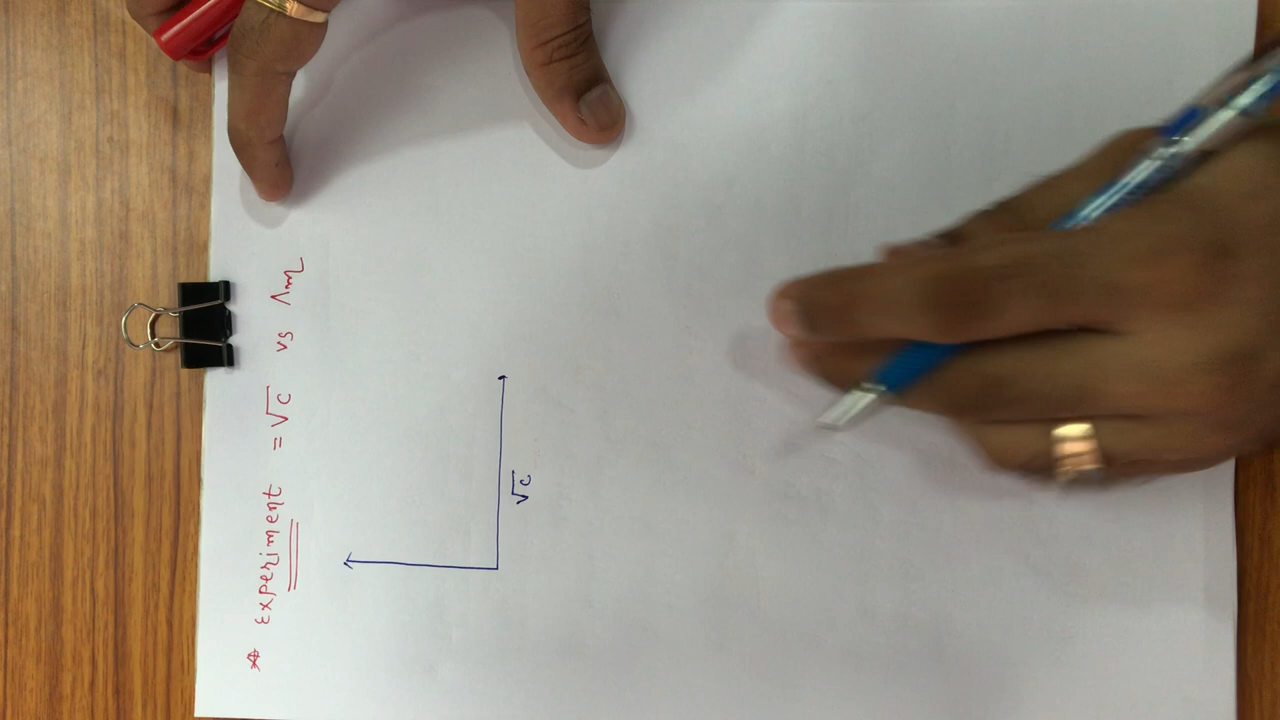 * Experiment = √c vs Λm
√c